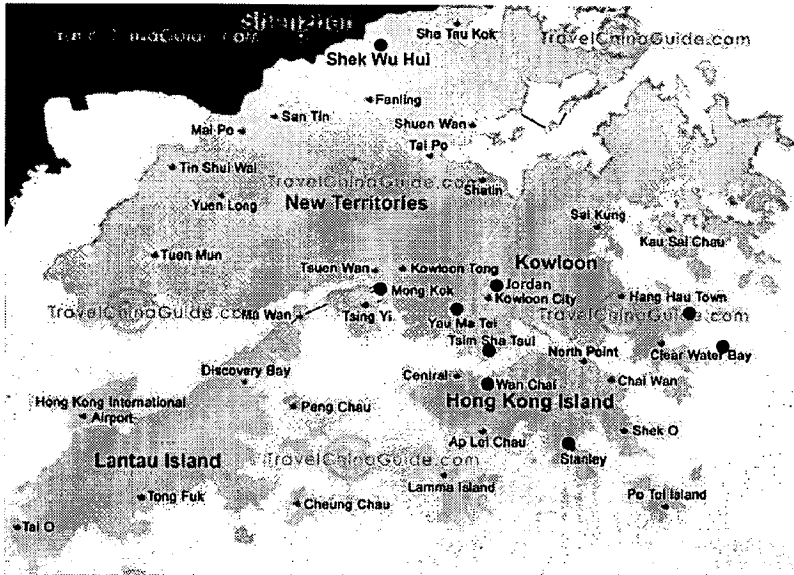 Shenzhen
TravelChinaGuide.com
Sha Tau Kok
TravelChinaGuide.com
Shek Wu Hui
Fanling
San Tin
Shuen Wan
Mai Po
Tai Po
Tin Shui Wai
TravelChinaGuide.com
Shatin
Yuen Long
New Territories
Sai Kung
Kau Sai Chau
Tuen Mun
Kowloon
Tsuen Wan
Kowloon Tong
Jordan
Mong Kok
Kowloon City
Hang Hau Town
TravelChinaGuide.com
Ma Wan
Tsing Yi
Yau Ma Tei
TravelChinaGuide.com
Tsim Sha Tsui
North Point
Clear Water Bay
Discovery Bay
Central
Wan Chai
Chai Wan
Hong Kong International
Airport
Peng Chau
Hong Kong Island
Ap Lei Chau
Shek O
Lantau Island
TravelChinaGuide.com
Stanley
Lamma Island
Tong Fuk
Cheung Chau
Po Toi Island
Tai O